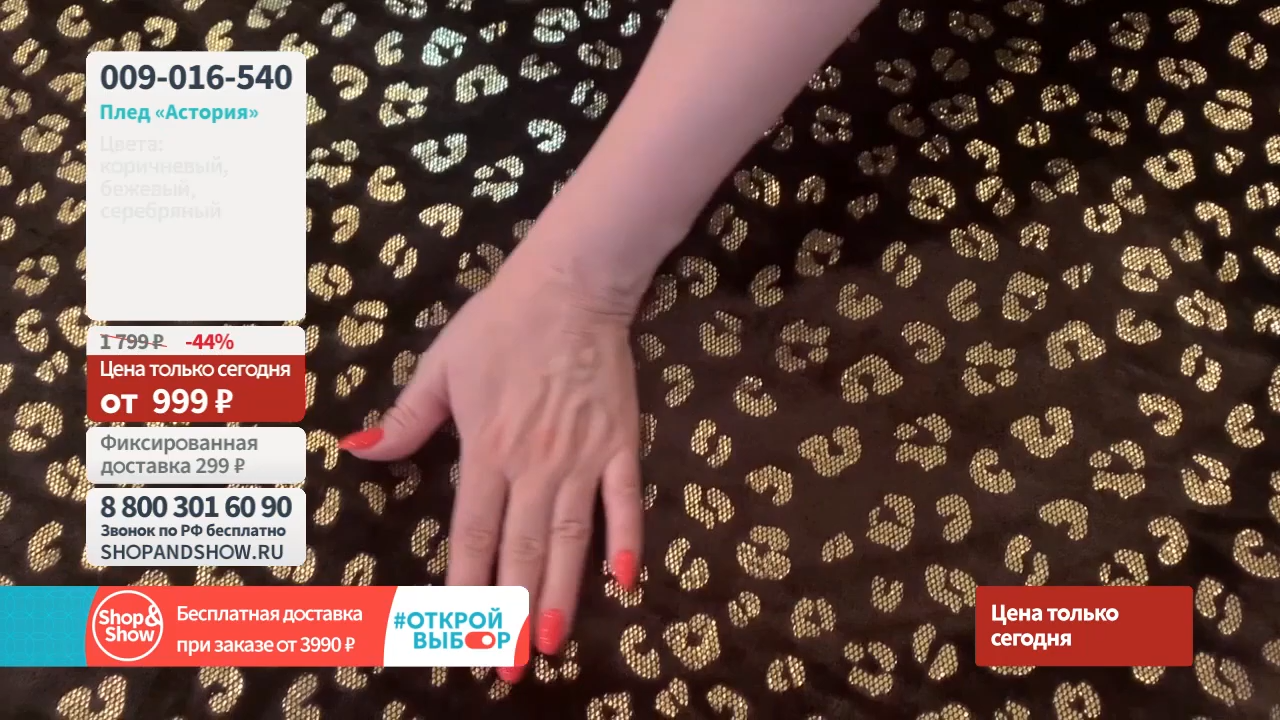 009-016-540
Плед «Астория»
Цвета:
коричневый,
бежевый,
серебряный
1 799 ₽ -44%
Цена только сегодня
от 999 ₽
Фиксированная
доставка 299 ₽
8 800 301 60 90
Звонок по РФ бесплатно
SHOPANDSHOW.RU
Shop&
Show
Бесплатная доставка
при заказе от 3990 ₽
#ОТКРОЙ
ВЫБОР
Цена только
сегодня